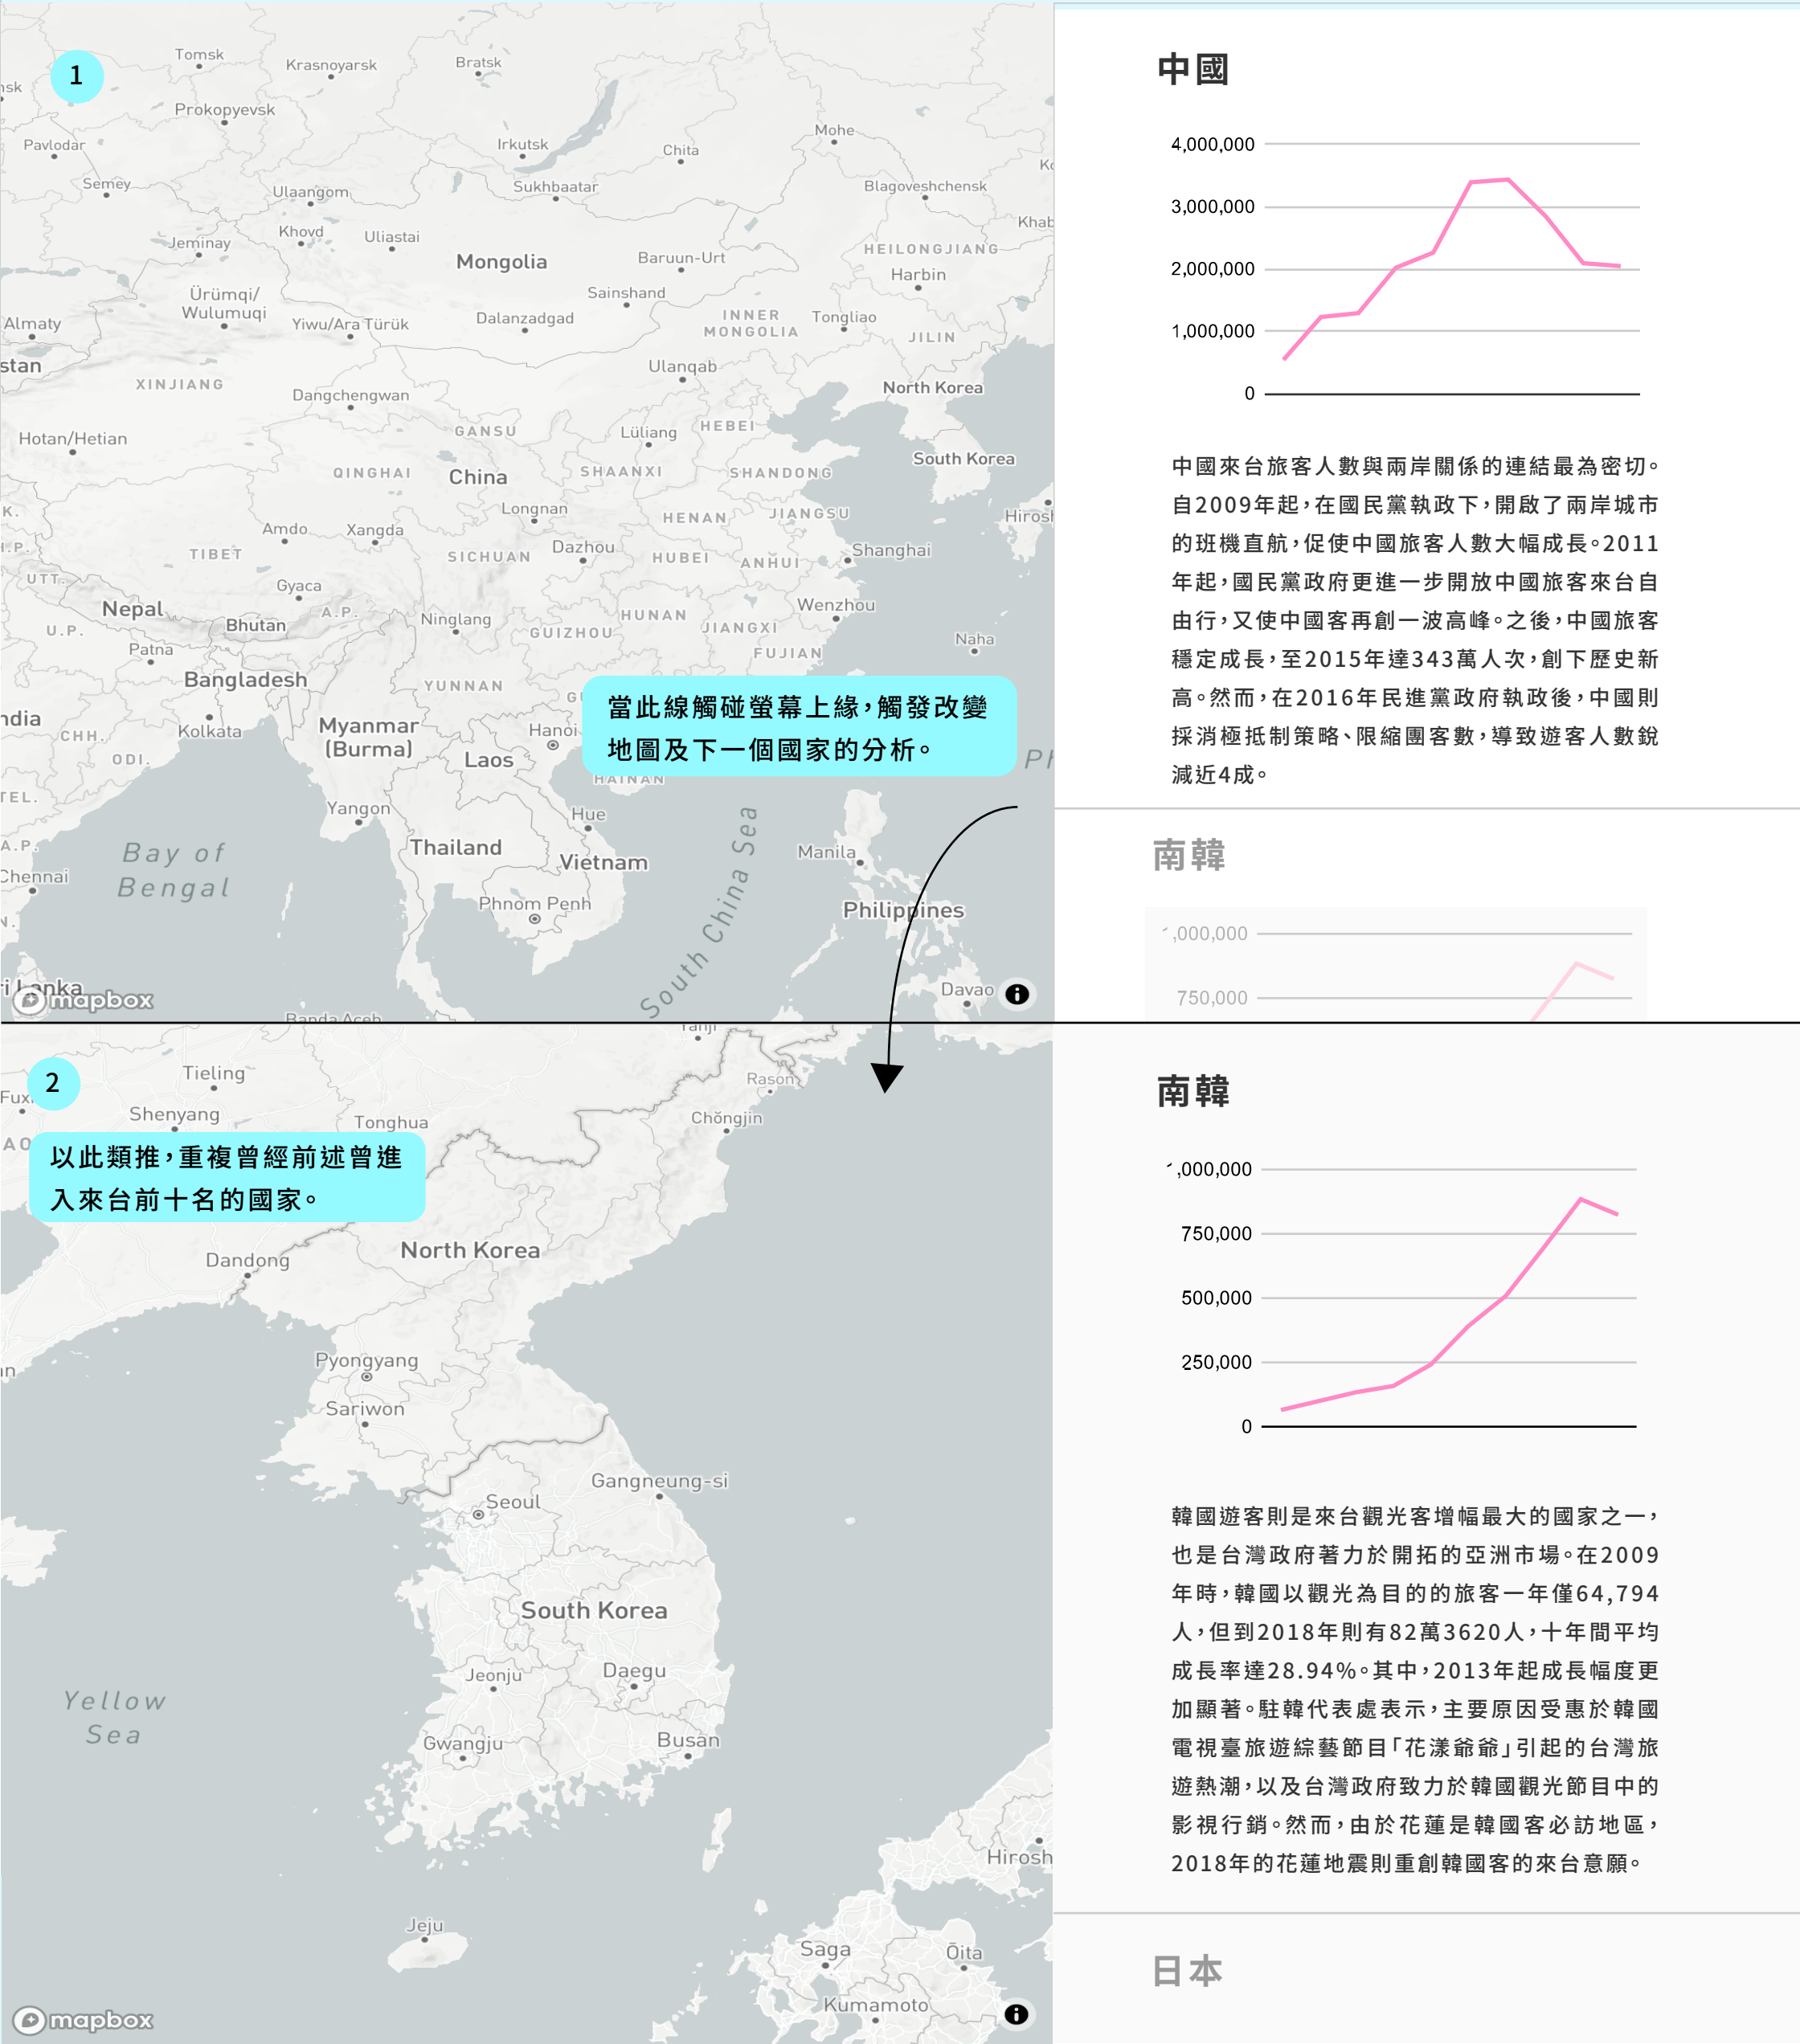 1
Tomsk
Krasnoyarsk
Bratsk
Prokopyevsk
Pavlodar
Irkutsk
Chita
Mohe
Semey
Ulaangom
Sukhbaatar
Blagoveshchensk
Khovd
Uliastai
Jeminay
Mongolia
Baruun-Urt
HEILONGJIANG
Harbin
Ürümqi/
Wulumuqi
Sainshand
Almaty
Yiwu/Ara Türük
Dalanzadgad
INNER
MONGOLIA
Tongliao
JILIN
stan
XINJIANG
Dangchengwan
Ulanqab
North Korea
Hotan/Hetian
GANSU
Lüliang
HEBEI
QINGHAI
China
SHAANXI
SHANDONG
South Korea
Longnan
HENAN
JIANGSU
Hirosh
Amdo
Xangda
TIBET
SICHUAN
Dazhou
HUBEI
ANHUI
Shanghai
UTT.
Gyaca
Nepal
A.P.
Bhutan
Ninglang
HUNAN
Wenzhou
U.P.
GUIZHOU
JIANGXI
Naha
Patna
FUJIAN
Bangladesh
YUNNAN
ndia
CHH.
Kolkata
Myanmar
(Burma)
Hanoi
ODI.
Laos
HAINAN
當此線觸碰螢幕上緣，觸發改變
地圖及下一個國家的分析。
TEL.
Yangon
Hue
A.P.
Bay of
Bengal
Thailand
Vietnam
Manila
Chennai
Phnom Penh
South China Sea
Philippines
Davao
ri Lanka
mapbox
Banda Aceh
中國
4,000,000
3,000,000
2,000,000
1,000,000
0
中國來台旅客人數與兩岸關係的連結最為密切。
自2009年起，在國民黨執政下，開啟了兩岸城市
的班機直航，促使中國旅客人數大幅成長。2011
年起，國民黨政府更進一步開放中國旅客來台自
由行，又使中國客再創一波高峰。之後，中國旅客
穩定成長，至2015年達343萬人次，創下歷史新
高。然而，在2016年民進黨政府執政後，中國則
採消極抵制策略、限縮團客數，導致遊客人數銳
減近4成。
南韓
,000,000
750,000
2
Yanji
Tieling
Rason
Shenyang
Tonghua
Chŏngjin
以此類推，重複曾經前述曾進
入來台前十名的國家。
North Korea
Dandong
Pyongyang
Sariwon
Gangneung-si
Seoul
South Korea
Jeonju
Daegu
Yellow
Sea
Gwangju
Busan
Hirosh
Jeju
Saga
Ōita
Kumamoto
mapbox
南韓
,000,000
750,000
500,000
250,000
0
韓國遊客則是來台觀光客增幅最大的國家之一，
也是台灣政府著力於開拓的亞洲市場。在2009
年時，韓國以觀光為目的的旅客一年僅64,794
人，但到2018年則有82萬3620人，十年間平均
成長率達28.94%。其中，2013年起成長幅度更
加顯著。駐韓代表處表示，主要原因受惠於韓國
電視臺旅遊綜藝節目「花漾爺爺」引起的台灣旅
遊熱潮，以及台灣政府致力於韓國觀光節目中的
影視行銷。然而，由於花蓮是韓國客必訪地區，
2018年的花蓮地震則重創韓國客的來台意願。
日本